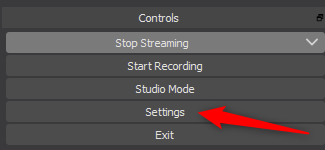 Controls
Stop Streaming
Start Recording
Studio Mode
Settings
Exit